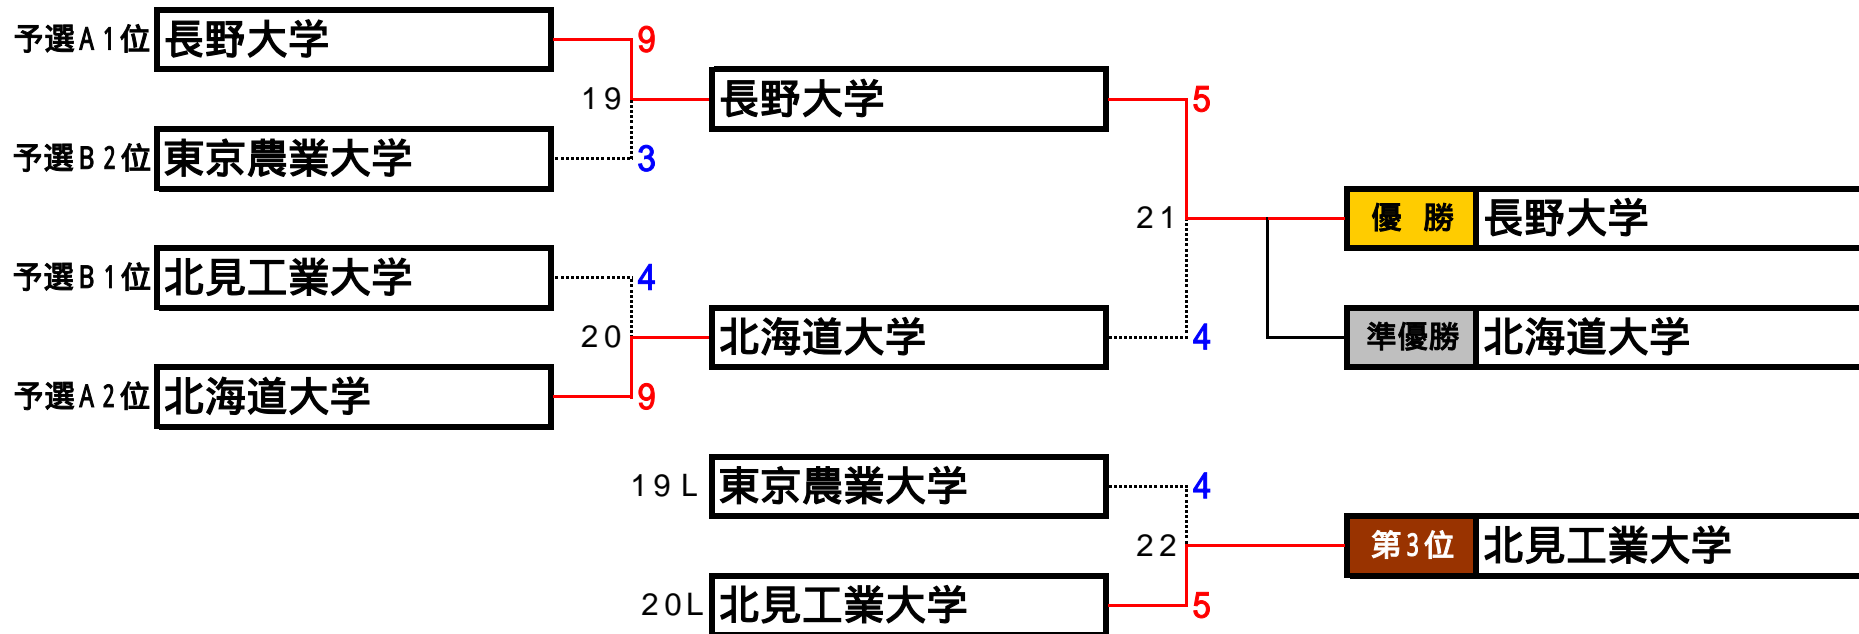 予選A1位 長野大学 9
19 長野大学 5
予選B2位 東京農業大学 3
21 優 勝 長野大学
予選B1位 北見工業大学 4
20 北海道大学 4 準優勝 北海道大学
予選A2位 北海道大学 9
19L 東京農業大学 4
22 第3位 北見工業大学
20L 北見工業大学 5